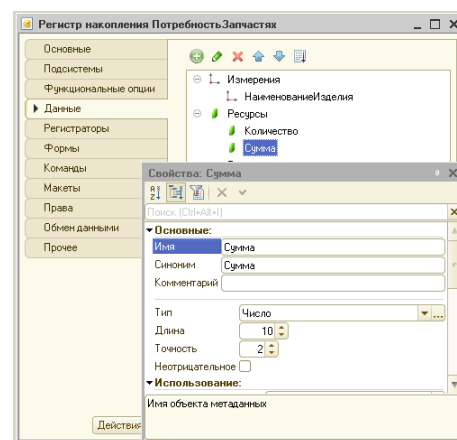 Регистр накопления ПотребностьЗапчастях
Основные
Подсистемы
Функциональные опции
Данные
Регистраторы
Формы
Команды
Макеты
Права
Обмен данными
Прочее
Измерения
НаименованиеИзделия
Ресурсы
Количество
Сумма
Свойства: Сумма
Поиск (Ctrl+Alt+I)
Основные:
Имя Сумма
Синоним Сумма
Комментарий
Тип Число
Длина 10
Точность 2
Неотрицательное
Использование:
Имя объекта метаданных
Действия